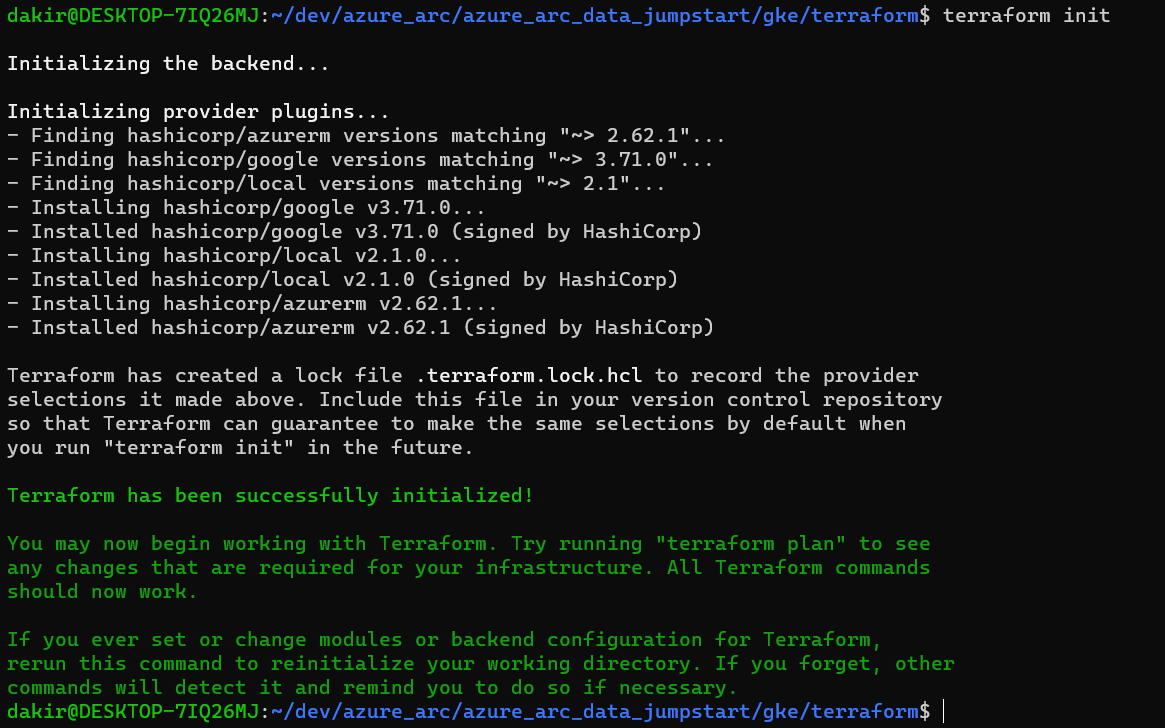 dakir@DESKTOP-7IQ26MJ:~/dev/azure_arc/azure_arc_data_jumpstart/gke/terraform$ terraform init
Initializing the backend...
Initializing provider plugins...
- Finding hashicorp/azurerm versions matching "~> 2.62.1"...
- Finding hashicorp/google versions matching "~> 3.71.0"...
- Finding hashicorp/local versions matching "~> 2.1"...
- Installing hashicorp/google v3.71.0...
- Installed hashicorp/google v3.71.0 (signed by HashiCorp)
- Installing hashicorp/local v2.1.0...
- Installed hashicorp/local v2.1.0 (signed by HashiCorp)
- Installing hashicorp/azurerm v2.62.1...
- Installed hashicorp/azurerm v2.62.1 (signed by HashiCorp)
Terraform has created a lock file .terraform.lock.hcl to record the provider
selections it made above. Include this file in your version control repository
so that Terraform can guarantee to make the same selections by default when
you run "terraform init" in the future.
Terraform has been successfully initialized!
You may now begin working with Terraform. Try running "terraform plan" to see
any changes that are required for your infrastructure. All Terraform commands
should now work.
If you ever set or change modules or backend configuration for Terraform,
rerun this command to reinitialize your working directory. If you forget, other
commands will detect it and remind you to do so if necessary.
dakir@DESKTOP-7IQ26MJ:~/dev/azure_arc/azure_arc_data_jumpstart/gke/terraform$